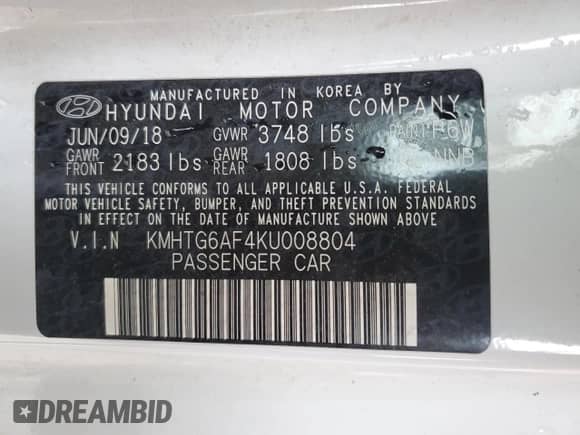 MANUFACTURED IN KOREA BY
HYUNDAI MOTOR COMPANY
JUN/09/18 GVWR 3748 lbs PAINT
GAWR FRONT 2183 lbs GAWR REAR 1808 lbs NNB
THIS VEHICLE CONFORMS TO ALL APPLICABLE U.S.A. FEDERAL
MOTOR VEHICLE SAFETY, BUMPER, AND THEFT PREVENTION STANDARDS
IN EFFECT ON THE DATE OF MANUFACTURE SHOWN ABOVE.
V.I.N KMHTG6AF4KU008804
PASSENGER CAR
DREAMBID